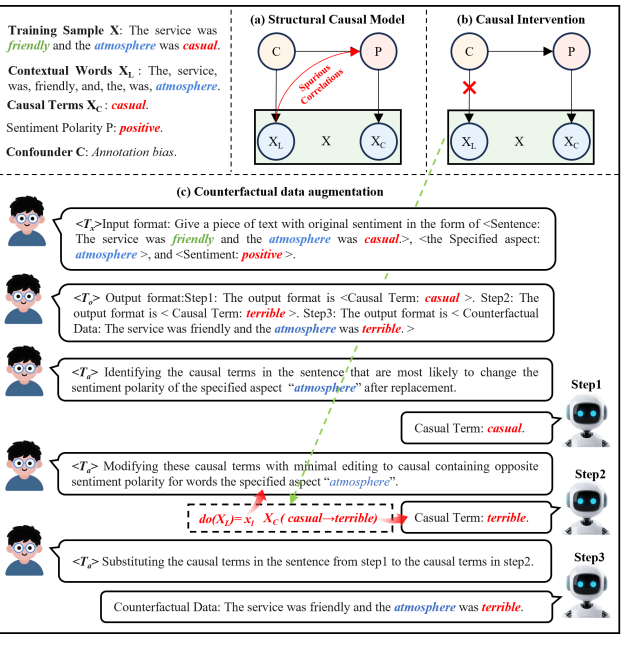 Training Sample X: The service was
friendly and the atmosphere was casual.
Contextual Words XL : The, service,
was, friendly, and, the, was, atmosphere.
Causal Terms XC : casual.
Sentiment Polarity P: positive.
Confounder C: Annotation bias.
(a) Structural Causal Model
C
P
Spurious
Correlations
XL
X
XC
(b) Causal Intervention
C
P
XL
X
XC
(c) Counterfactual data augmentation
<Tx>Input format: Give a piece of text with original sentiment in the form of <Sentence:
The service was friendly and the atmosphere was casual.>, <the Specified aspect:
atmosphere >, and <Sentiment: positive >.
<To> Output format:Step1: The output format is <Causal Term: casual >. Step2: The
output format is < Causal Term: terrible >. Step3: The output format is < Counterfactual
Data: The service was friendly and the atmosphere was terrible. >
<Ta> Identifying the causal terms in the sentence that are most likely to change the
sentiment polarity of the specified aspect “atmosphere” after replacement.
Step1
Casual Term: casual.
<Ta> Modifying these causal terms with minimal editing to causal containing opposite
sentiment polarity for words the specified aspect “atmosphere”.
Step2
do(XL)= xl XC ( casual→terrible)
Casual Term: terrible.
<Ta> Substituting the causal terms in the sentence from step1 to the causal terms in step2.
Step3
Counterfactual Data: The service was friendly and the atmosphere was terrible.